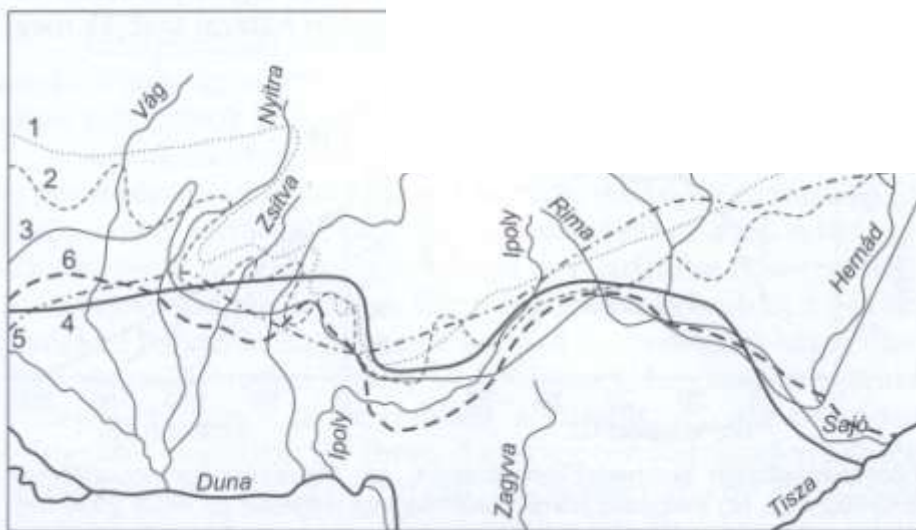 Vág
Nyitra
1
2
Zsitva
3
Ipoly
Rima
Hernád
6
4
5
Ipoly
Zagyva
Sajó
Duna
Tisza